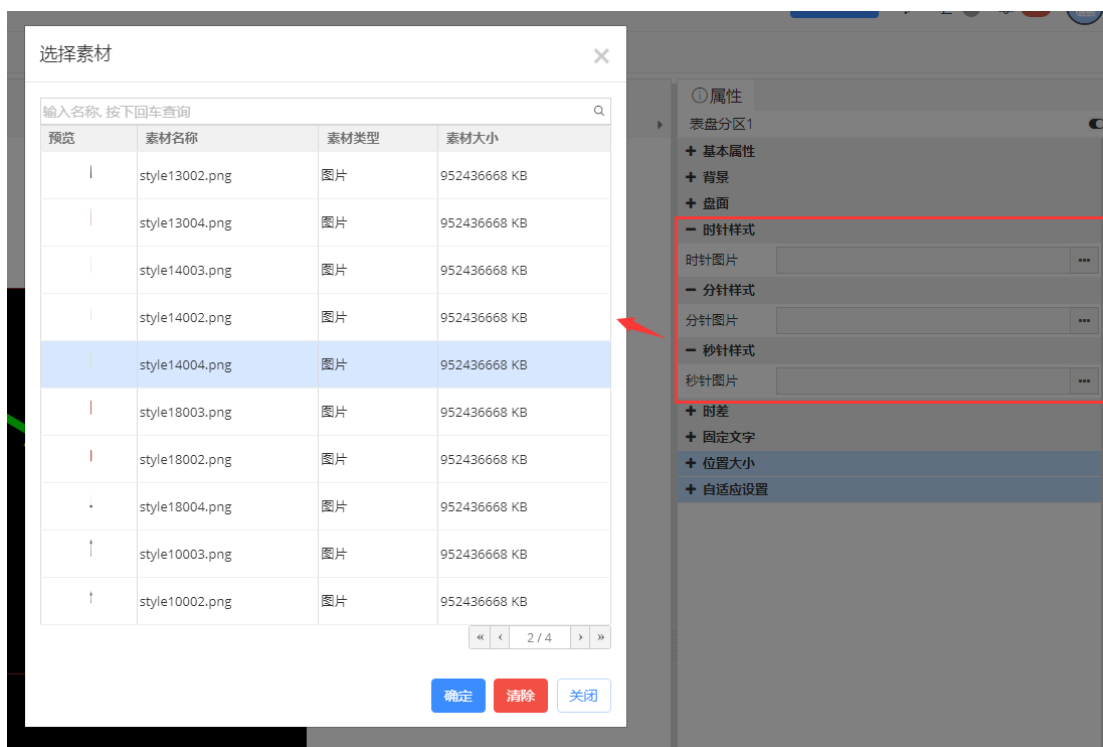 选择素材
输入名称, 按下回车查询
预览 素材名称 素材类型 素材大小
style13002.png 图片 952436668 KB
style13004.png 图片 952436668 KB
style14003.png 图片 952436668 KB
style14002.png 图片 952436668 KB
style14004.png 图片 952436668 KB
style18003.png 图片 952436668 KB
style18002.png 图片 952436668 KB
style18004.png 图片 952436668 KB
style10003.png 图片 952436668 KB
style10002.png 图片 952436668 KB
2 / 4
确定 清除 关闭
属性
表盘分区1
基本属性
背景
盘面
时针样式
时针图片
分针样式
分针图片
秒针样式
秒针图片
时差
固定文字
位置大小
自适应设置